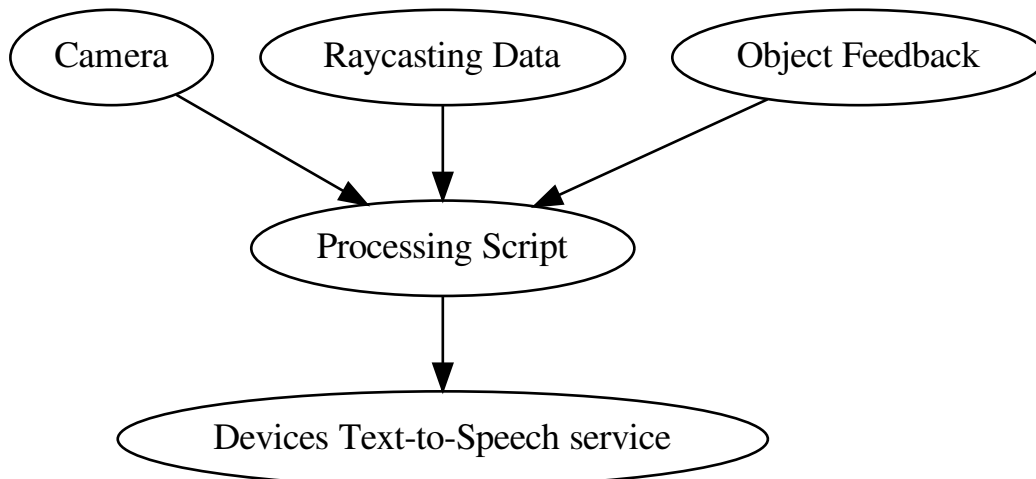 Camera
Raycasting Data
Object Feedback
Processing Script
Devices Text-to-Speech service